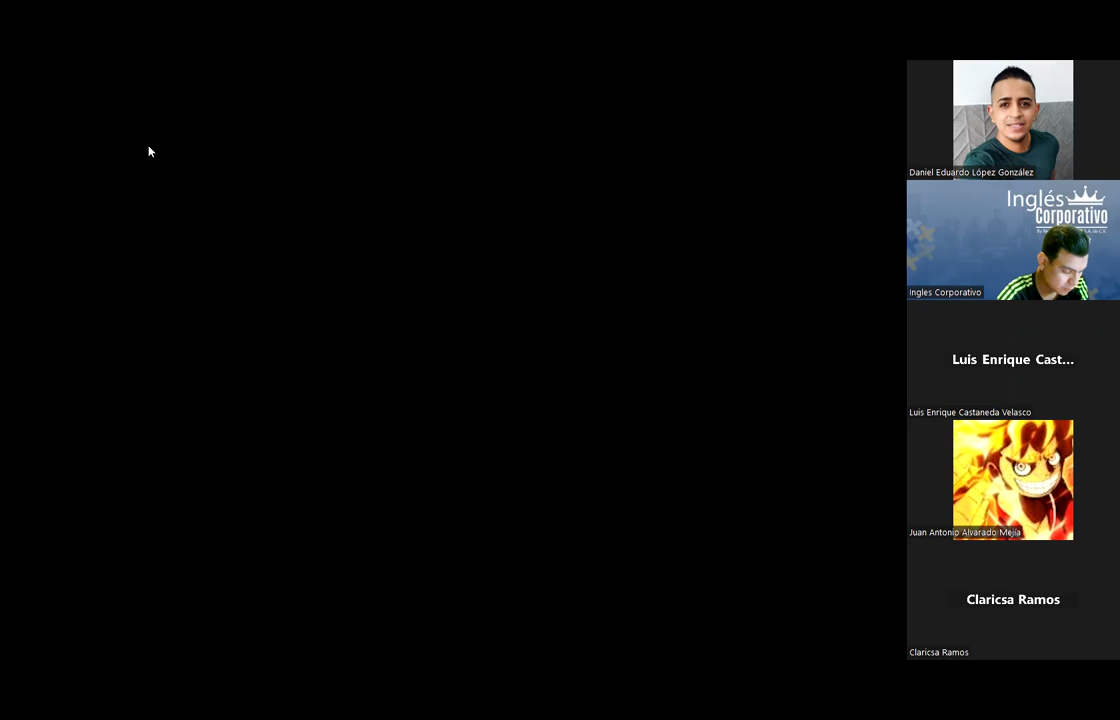 Daniel Eduardo López González
Inglés
Corporativo
Ingles Corporativo
Luis Enrique Cast...
Luis Enrique Castaneda Velasco
Juan Antonio Alvarado Mejía
Claricsa Ramos
Claricsa Ramos